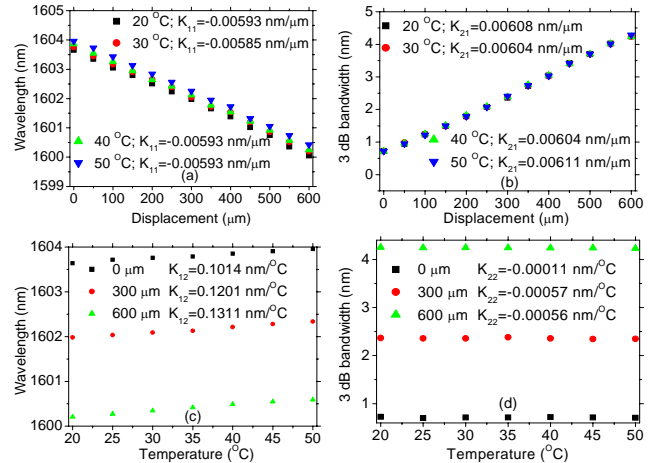 20 °C; K11=-0.00593 nm/μm
30 °C; K11=-0.00585 nm/μm
40 °C; K11=-0.00593 nm/μm
50 °C; K11=-0.00593 nm/μm
(a)
Wavelength (nm)
1605
1604
1603
1602
1601
1600
1599
0 100 200 300 400 500 600
Displacement (μm)
20 °C; K21=0.00608 nm/μm
30 °C; K21=0.00604 nm/μm
40 °C; K21=0.00604 nm/μm
50 °C; K21=0.00611 nm/μm
(b)
3 dB bandwidth (nm)
5
4
3
2
1
0
0 100 200 300 400 500 600
Displacement (μm)
0 μm K12=0.1014 nm/°C
300 μm K12=0.1201 nm/°C
600 μm K12=0.1311 nm/°C
(c)
Wavelength (nm)
1604
1602
1600
20 25 30 35 40 45 50
Temperature (°C)
0 μm K22=-0.00011 nm/°C
300 μm K22=-0.00057 nm/°C
600 μm K22=-0.00056 nm/°C
(d)
3 dB bandwidth (nm)
4
3
2
1
20 25 30 35 40 45 50
Temperature (°C)